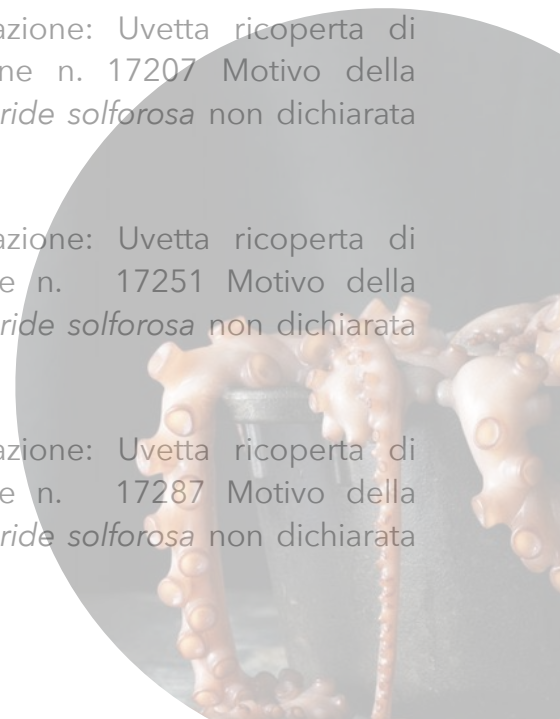 azione: Uvetta ricoperta di
ne n. 17207 Motivo della
ride solforosa non dichiarata
azione: Uvetta ricoperta di
e n. 17251 Motivo della
ride solforosa non dichiarata
azione: Uvetta ricoperta di
e n. 17287 Motivo della
ride solforosa non dichiarata